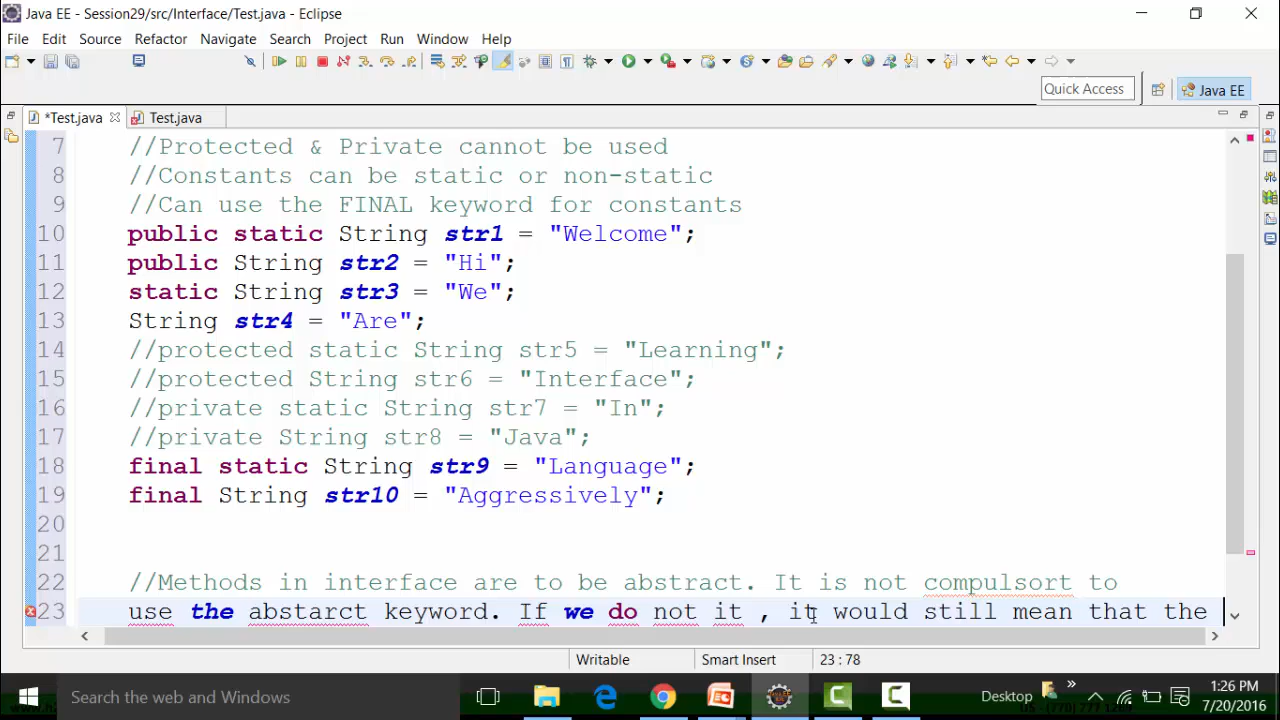 Java EE - Session29/src/Interface/Test.java - Eclipse
File Edit Source Refactor Navigate Search Project Run Window Help
Quick Access Java EE
*Test.java Test.java
7 //Protected & Private cannot be used
8 //Constants can be static or non-static
9 //Can use the FINAL keyword for constants
10 public static String str1 = "Welcome";
11 public String str2 = "Hi";
12 static String str3 = "We";
13 String str4 = "Are";
14 //protected static String str5 = "Learning";
15 //protected String str6 = "Interface";
16 //private static String str7 = "In";
17 //private String str8 = "Java";
18 final static String str9 = "Language";
19 final String str10 = "Aggressively";
20
21
22 //Methods in interface are to be abstract. It is not compulsort to
23 use the abstarct keyword. If we do not it , it would still mean that the
Writable Smart Insert 23 : 78
Search the web and Windows Desktop 1:26 PM
7/20/2016